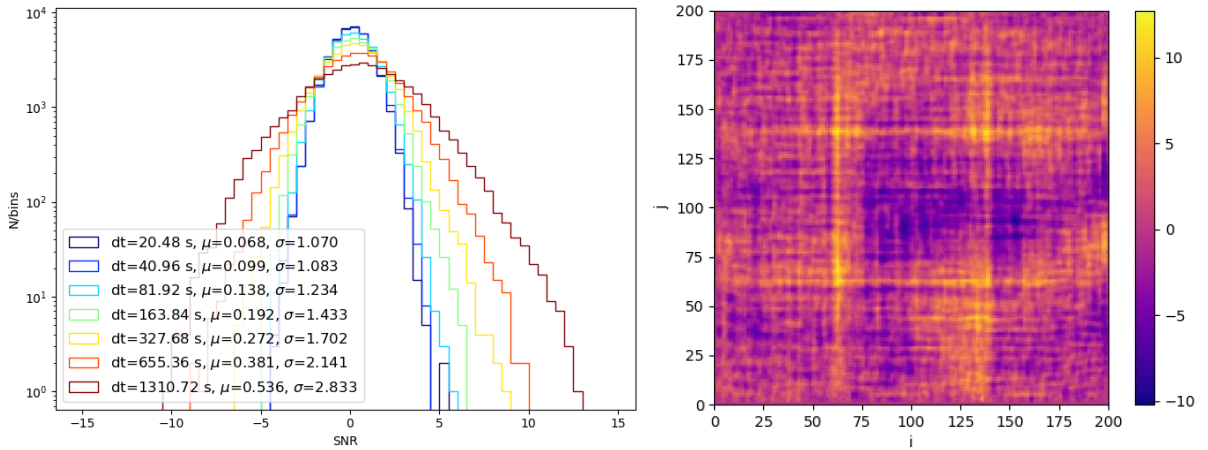 10⁴
10³
10²
10¹
10⁰
N/bins
dt=20.48 s, μ=0.068, σ=1.070
dt=40.96 s, μ=0.099, σ=1.083
dt=81.92 s, μ=0.138, σ=1.234
dt=163.84 s, μ=0.192, σ=1.433
dt=327.68 s, μ=0.272, σ=1.702
dt=655.36 s, μ=0.381, σ=2.141
dt=1310.72 s, μ=0.536, σ=2.833
−15 −10 −5 0 5 10 15
SNR
200
175
150
125
100
75
50
25
0
j
0 25 50 75 100 125 150 175 200
i
10
5
0
−5
−10